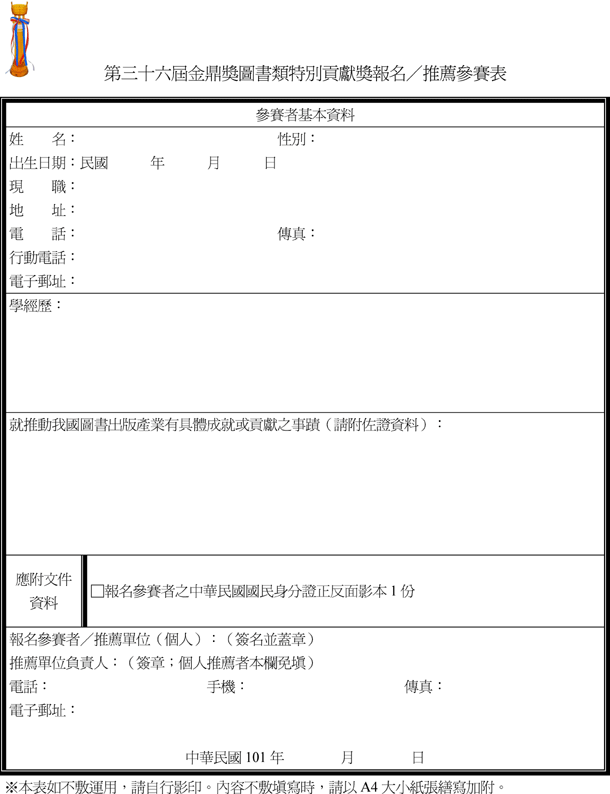 第三十六屆金鼎獎圖書類特別貢獻獎報名／推薦參賽表
參賽者基本資料
姓　　名：　　性別：
出生日期：民國　　年　　月　　日
現　　職：
地　　址：
電　　話：　　傳真：
行動電話：
電子郵址：
學經歷：
就推動我國圖書出版產業有具體成就或貢獻之事蹟（請附佐證資料）：
應附文件
資料
□報名參賽者之中華民國國民身分證正反面影本 1 份
報名參賽者／推薦單位（個人）：（簽名並蓋章）
推薦單位負責人：（簽章；個人推薦者本欄免填）
電話：　　手機：　　傳真：
電子郵址：
中華民國 101 年　　月　　日
※本表如不敷運用，請自行影印。內容不敷填寫時，請以 A4 大小紙張繕寫加附。